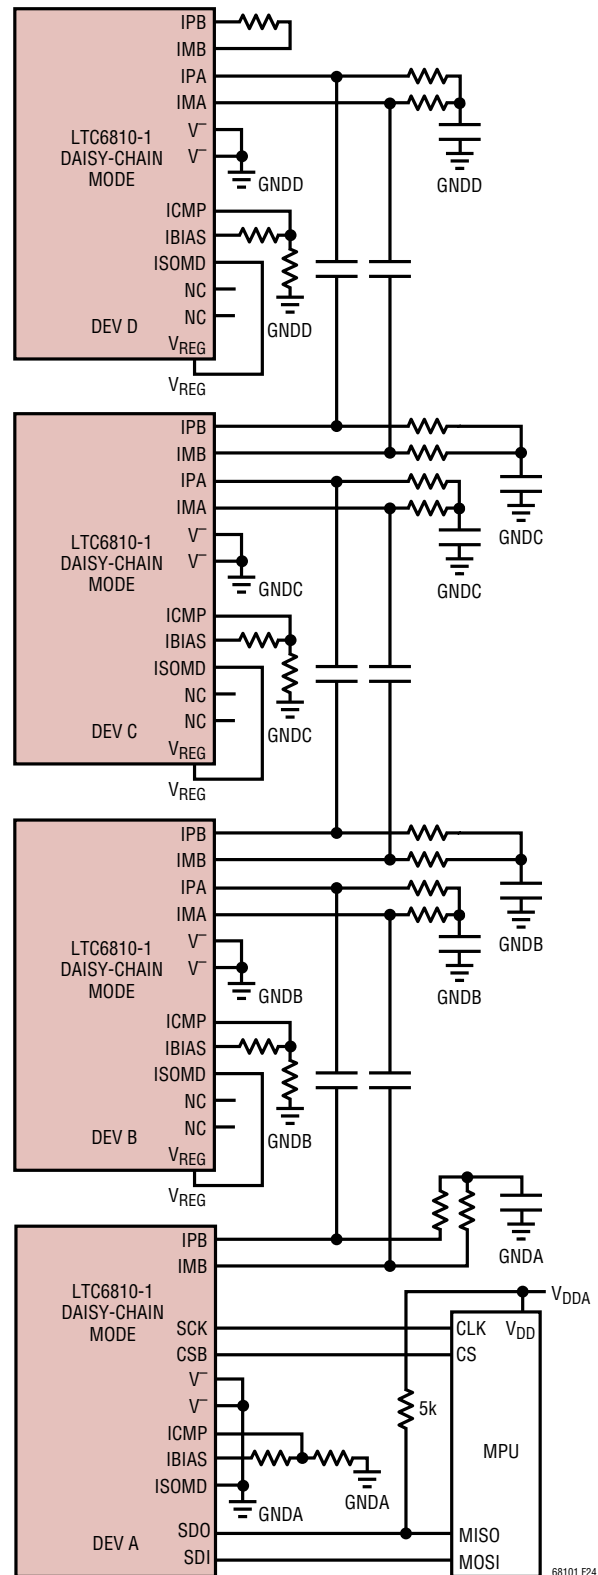 IPB
IMB
IPA
IMA
LTC6810-1
DAISY-CHAIN
MODE
V–
V–
GNDD
GNDD
ICMP
IBIAS
ISOMD
NC
NC
GNDD
DEV D
VREG
VREG
IPB
IMB
IPA
IMA
GNDC
LTC6810-1
DAISY-CHAIN
MODE
V–
V–
GNDC
GNDC
ICMP
IBIAS
ISOMD
NC
NC
GNDC
DEV C
VREG
VREG
IPB
IMB
IPA
IMA
GNDB
LTC6810-1
DAISY-CHAIN
MODE
V–
V–
GNDB
GNDB
ICMP
IBIAS
ISOMD
NC
NC
GNDB
DEV B
VREG
VREG
IPB
IMB
GNDA
LTC6810-1
DAISY-CHAIN
MODE
VDDA
SCK
CLK
VDD
CSB
CS
V–
V–
5k
ICMP
IBIAS
ISOMD
MPU
GNDA
GNDA
SDO
MISO
DEV A
SDI
MOSI
68101 F24